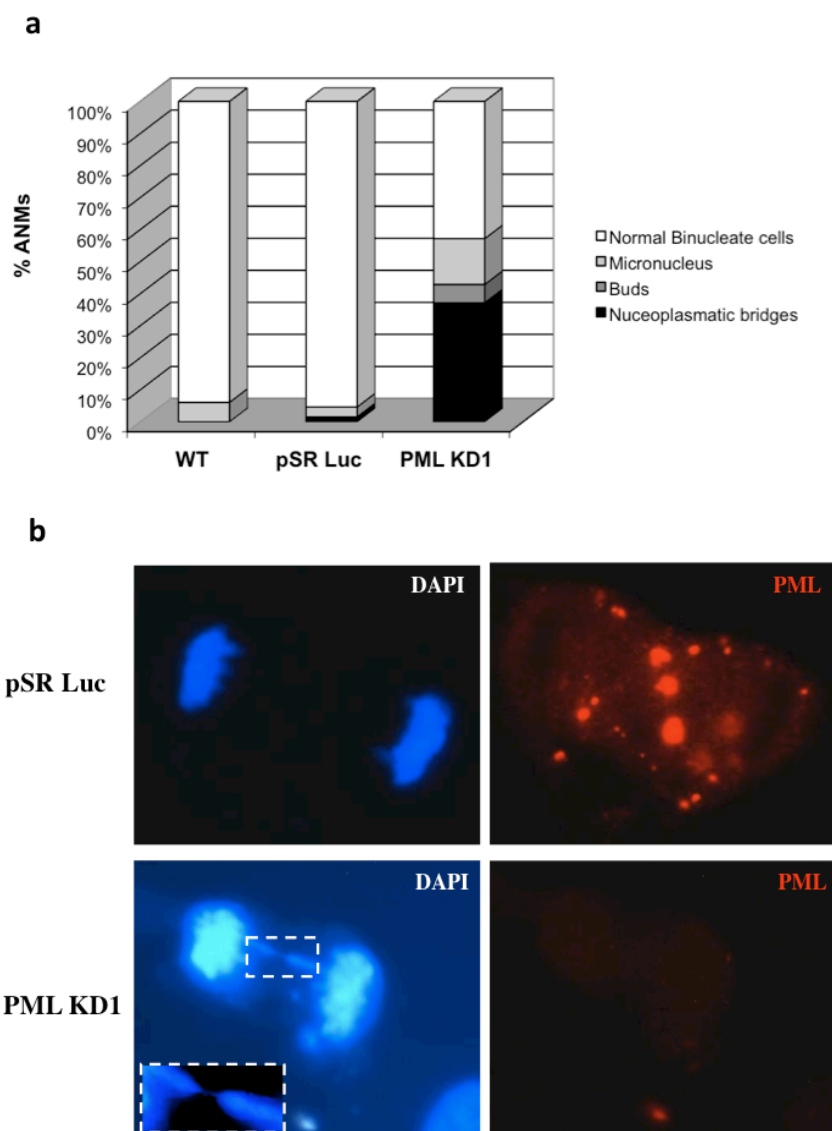 a
% ANMs
100%
90%
80%
70%
60%
50%
40%
30%
20%
10%
0%
WT pSR Luc PML KD1
Normal Binucleate cells
Micronucleus
Buds
Nuceoplasmatic bridges
b
DAPI PML
pSR Luc
DAPI PML
PML KD1